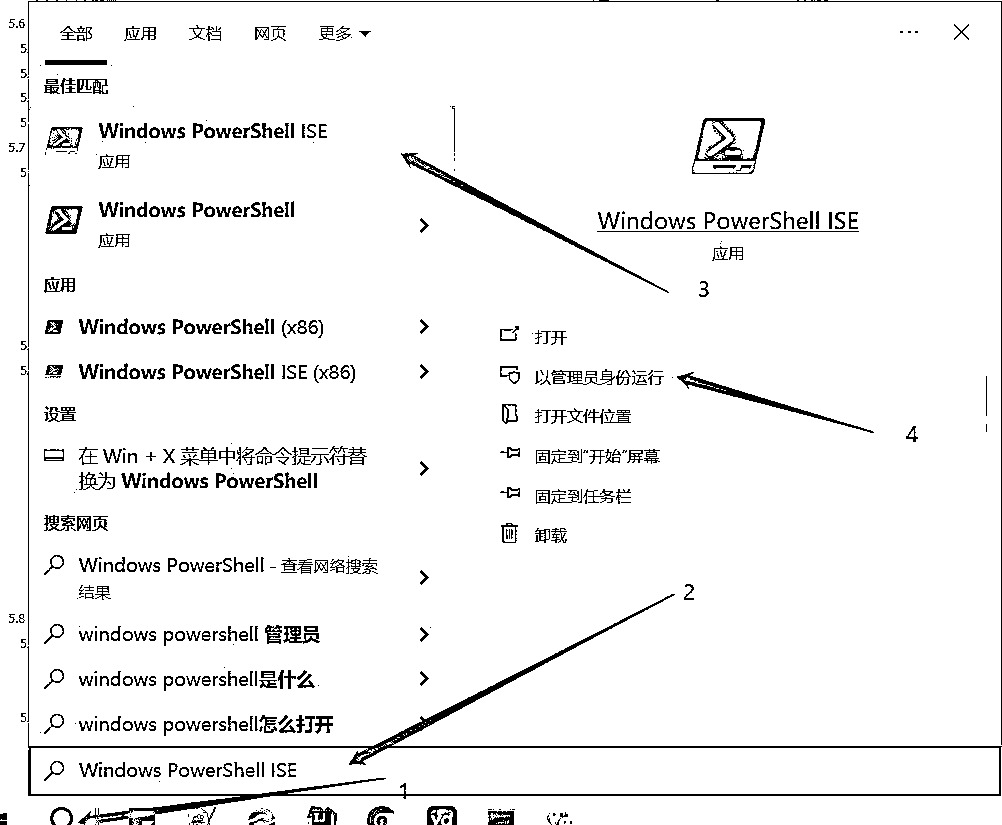 全部 应用 文档 网页 更多
最佳匹配
Windows PowerShell ISE
应用
Windows PowerShell
应用
应用
Windows PowerShell (x86)
Windows PowerShell ISE (x86)
设置
在 Win + X 菜单中将命令提示符替
换为 Windows PowerShell
搜索网页
Windows PowerShell - 查看网络搜索
结果
windows powershell 管理员
windows powershell是什么
windows powershell怎么打开
Windows PowerShell ISE
Windows PowerShell ISE
应用
打开
以管理员身份运行
打开文件位置
固定到"开始"屏幕
固定到任务栏
卸载
3
4
2
1
5.6
5.
5.
5.
5
5.7
5
5.
5.
5.8
5.
5.